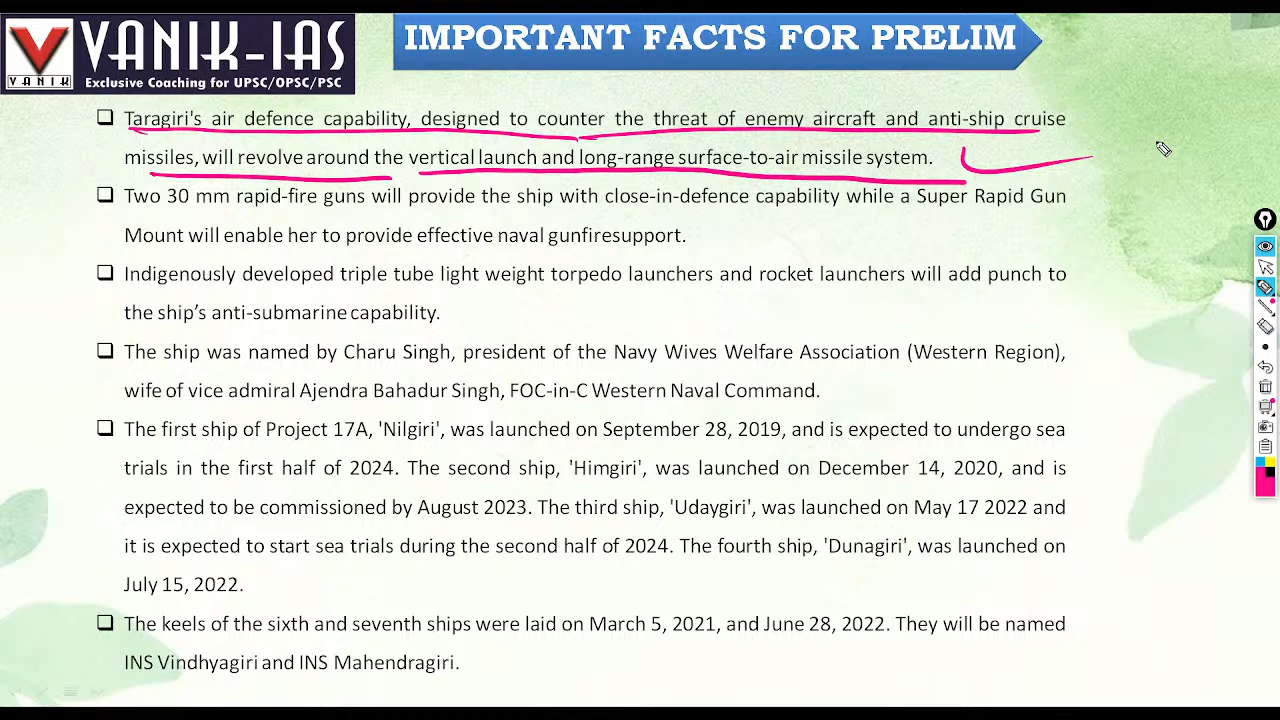 VANIK-IAS
VANIK
Exclusive Coaching for UPSC/OPSC/PSC
IMPORTANT FACTS FOR PRELIM
Taragiri's air defence capability, designed to counter the threat of enemy aircraft and anti-ship cruise
missiles, will revolve around the vertical launch and long-range surface-to-air missile system.
Two 30 mm rapid-fire guns will provide the ship with close-in-defence capability while a Super Rapid Gun
Mount will enable her to provide effective naval gunfiresupport.
Indigenously developed triple tube light weight torpedo launchers and rocket launchers will add punch to
the ship’s anti-submarine capability.
The ship was named by Charu Singh, president of the Navy Wives Welfare Association (Western Region),
wife of vice admiral Ajendra Bahadur Singh, FOC-in-C Western Naval Command.
The first ship of Project 17A, 'Nilgiri', was launched on September 28, 2019, and is expected to undergo sea
trials in the first half of 2024. The second ship, 'Himgiri', was launched on December 14, 2020, and is
expected to be commissioned by August 2023. The third ship, 'Udaygiri', was launched on May 17 2022 and
it is expected to start sea trials during the second half of 2024. The fourth ship, 'Dunagiri', was launched on
July 15, 2022.
The keels of the sixth and seventh ships were laid on March 5, 2021, and June 28, 2022. They will be named
INS Vindhyagiri and INS Mahendragiri.